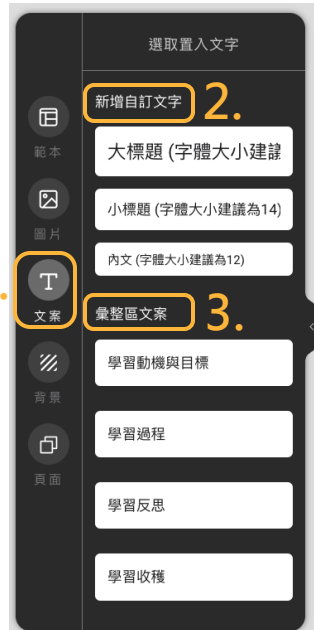 選取置入文字
範本
圖片
文案
背景
頁面
新增自訂文字
2.
大標題 (字體大小建議
小標題 (字體大小建議為14)
內文 (字體大小建議為12)
彙整區文案
3.
學習動機與目標
學習過程
學習反思
學習收穫